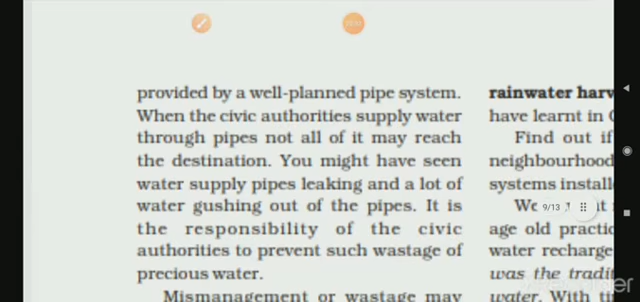 provided by a well-planned pipe system.
When the civic authorities supply water
through pipes not all of it may reach
the destination. You might have seen
water supply pipes leaking and a lot of
water gushing out of the pipes. It is
the responsibility of the civic
authorities to prevent such wastage of
precious water.
Mismanagement or wastage may
rainwater harv
have learnt in
Find out if
neighbourhood
systems install
We
age old practic
water recharge
was the tradit
water. With ti
9/13